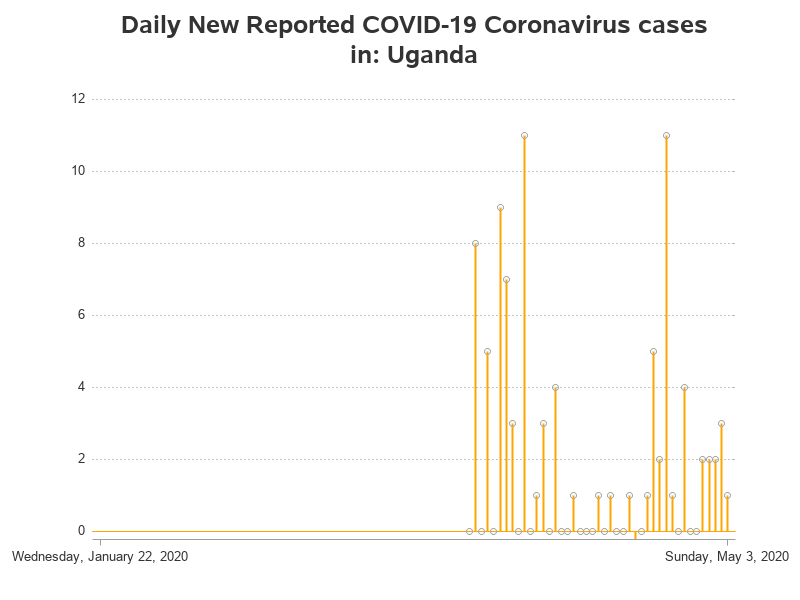 Daily New Reported COVID-19 Coronavirus cases
in: Uganda
12
10
8
6
4
2
0
Wednesday, January 22, 2020
Sunday, May 3, 2020